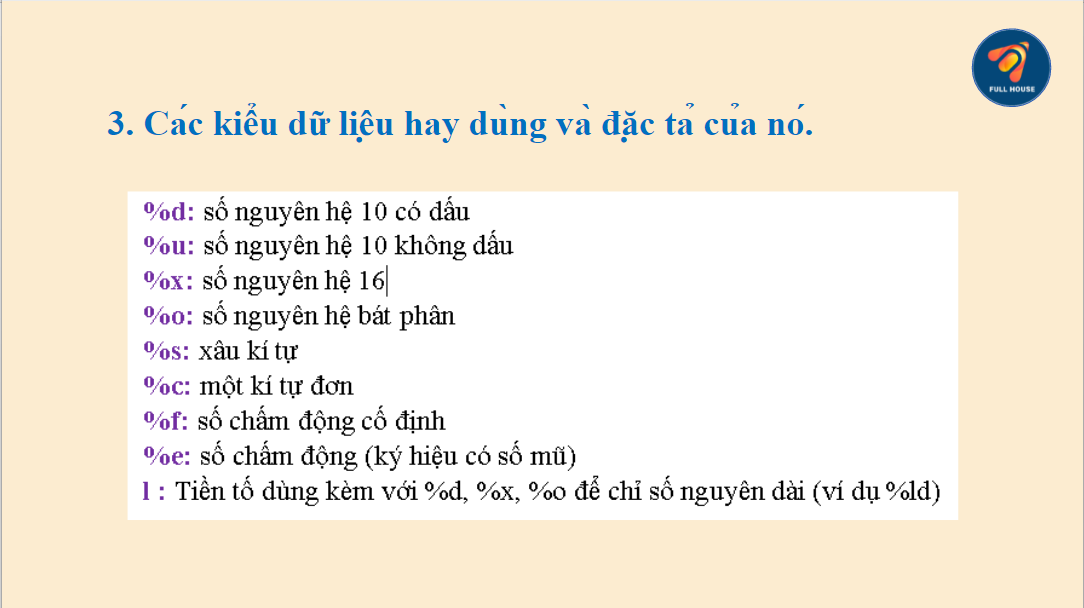 FULL HOUSE
3. Các kiểu dữ liệu hay dùng và đặc tả của nó.
%d: số nguyên hệ 10 có dấu
%u: số nguyên hệ 10 không dấu
%x: số nguyên hệ 16
%o: số nguyên hệ bát phân
%s: xâu kí tự
%c: một kí tự đơn
%f: số chấm động cố định
%e: số chấm động (ký hiệu có số mũ)
l : Tiền tố dùng kèm với %d, %x, %o để chỉ số nguyên dài (ví dụ %ld)